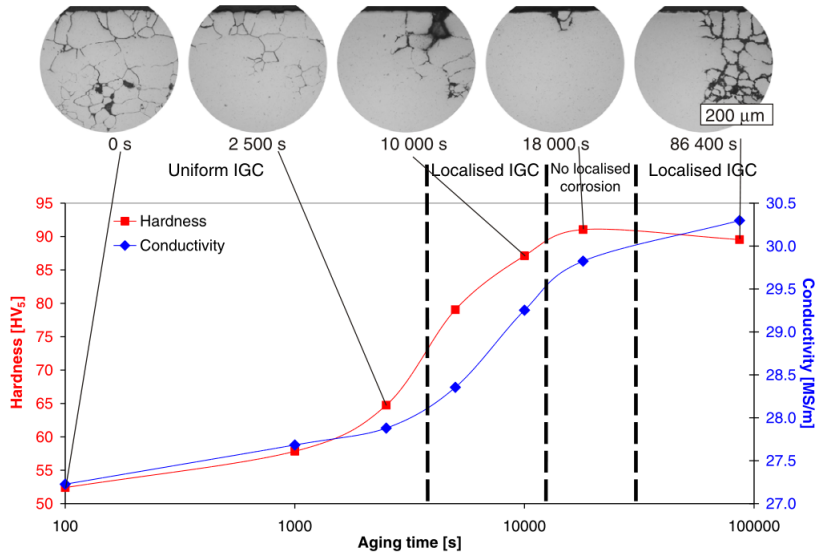 200 μm
0 s
2 500 s
10 000 s
18 000 s
86 400 s
Uniform IGC
Localised IGC
No localised
corrosion
Localised IGC
95
90
85
80
75
70
65
60
55
50
Hardness [HV5]
Hardness
Conductivity
30.5
30.0
29.5
29.0
28.5
28.0
27.5
27.0
Conductivity [MS/m]
100
1000
10000
100000
Aging time [s]